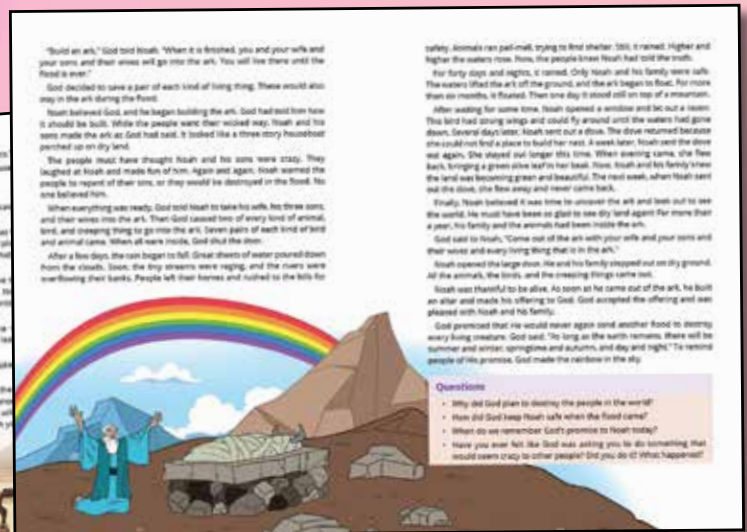 "Build an ark," God told Noah. "When it is finished, you and your wife and
your sons and their wives will go into the ark. You will live there until the
flood is over."
God decided to save a pair of each kind of living thing. These would also
stay in the ark during the flood.
Noah believed God, and he began building the ark. God had told him how
it should be built. While the people went their wicked way, Noah and his
sons made the ark as God had said. It looked like a three-story houseboat
perched up on dry land.
The people must have thought Noah and his sons were crazy. They
laughed at Noah and made fun of him. Again and again, Noah warned the
people to repent of their sins, or they would be destroyed in the flood. No
one believed him.
When everything was ready, God told Noah to take his wife, his three sons,
and their wives into the ark. Then God caused two of every kind of animal,
bird, and creeping thing to go into the ark. Seven pairs of each kind of bird
and animal came. When all were inside, God shut the door.
After a few days, the rain began to fall. Great sheets of water poured down
from the clouds. Soon, the tiny streams were raging, and the rivers were
overflowing their banks. People left their homes and rushed to the hills for
safety. Animals ran pell-mell, trying to find shelter. Still, it rained. Higher and
higher the waters rose. Now, the people knew Noah had told the truth.
For forty days and nights, it rained. Only Noah and his family were safe.
The waters lifted the ark off the ground, and the ark began to float. For more
than six months, it floated. Then one day it stood still on top of a mountain.
After waiting for some time, Noah opened a window and let out a raven.
This bird had strong wings and could fly around until the waters had gone
down. Several days later, Noah sent out a dove. The dove returned because
she could not find a place to build her nest. A week later, Noah sent the dove
out again. She stayed out longer this time. When evening came, she flew
back, bringing a green olive leaf in her beak. Now, Noah and his family knew
the land was becoming green and beautiful. The next week, when Noah sent
out the dove, she flew away and never came back.
Finally, Noah believed it was time to uncover the ark and look out to see
the world. He must have been so glad to see dry land again! For more than
a year, his family and the animals had been inside the ark.
God said to Noah, "Come out of the ark with your wife and your sons and
their wives and every living thing that is in the ark."
Noah opened the large door. He and his family stepped out on dry ground.
All the animals, the birds, and the creeping things came out.
Noah was thankful to be alive. As soon as he came out of the ark, he built
an altar and made his offering to God. God accepted the offering and was
pleased with Noah and his family.
God promised that He would never again send another flood to destroy
every living creature. God said, "As long as the earth remains, there will be
summer and winter, springtime and autumn, and day and night." To remind
people of His promise, God made the rainbow in the sky.
Questions
• Why did God plan to destroy the people in the world?
• How did God keep Noah safe when the flood came?
• When do we remember God's promise to Noah today?
• Have you ever felt like God was asking you to do something that
would seem crazy to other people? Did you do it? What happened?